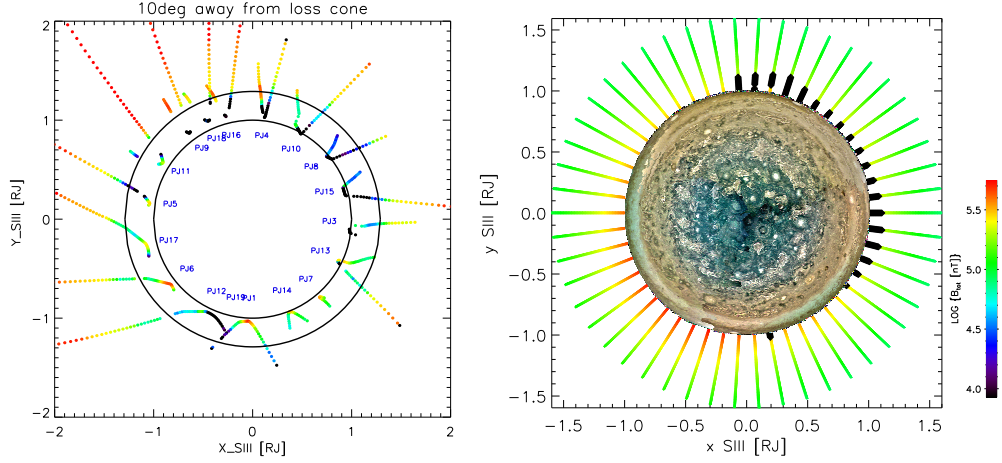 10deg away from loss cone
2
1
0
-1
-2
-2
-1
0
1
2
Y_SIII [RJ]
X_SIII [RJ]
PJ16
PJ4
PJ9
PJ10
PJ11
PJ8
PJ5
PJ15
PJ3
PJ17
PJ13
PJ6
PJ7
PJ12
PJ19
PJ1
PJ14
1.5
1.0
0.5
0.0
-0.5
-1.0
-1.5
-1.5
-1.0
-0.5
0.0
0.5
1.0
1.5
y SIII [RJ]
x SIII [RJ]
LOG {Btot [nT]}
5.5
5.0
4.5
4.0